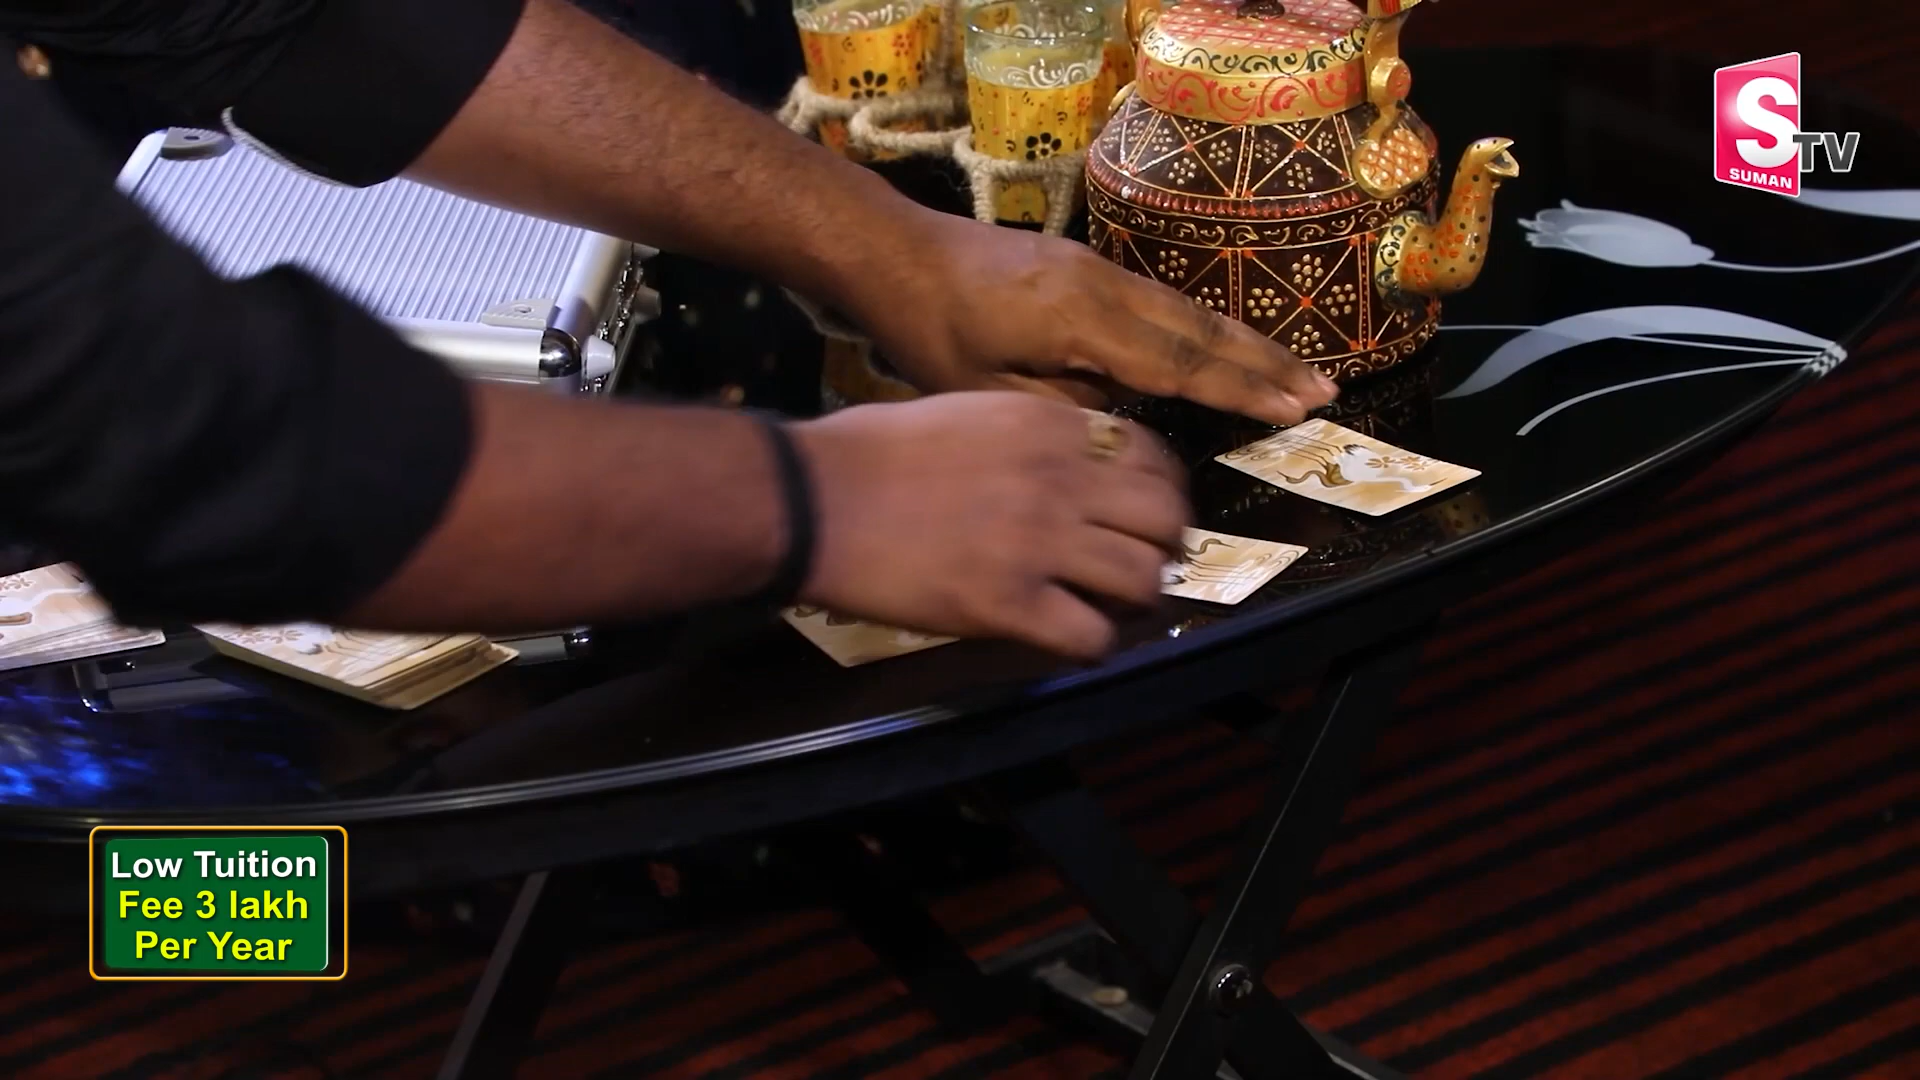 S
TV
SUMAN
Low Tuition
Fee 3 lakh
Per Year